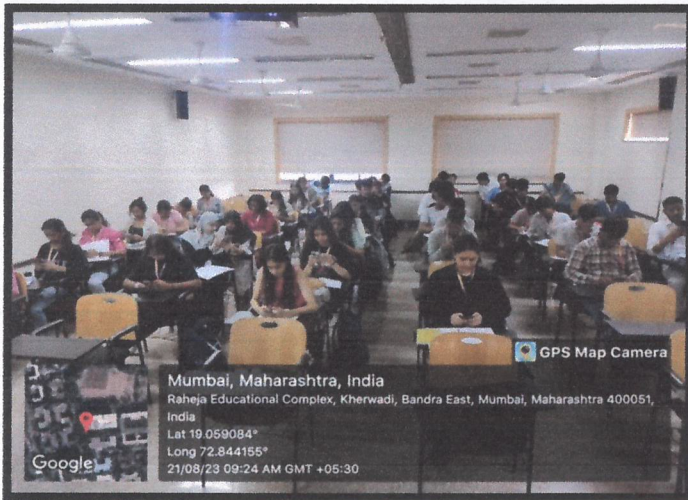 GPS Map Camera
Mumbai, Maharashtra, India
Raheja Educational Complex, Kherwadi, Bandra East, Mumbai, Maharashtra 400051,
India
Lat 19.059084°
Long 72.844155°
21/08/23 09:24 AM GMT +05:30
Google